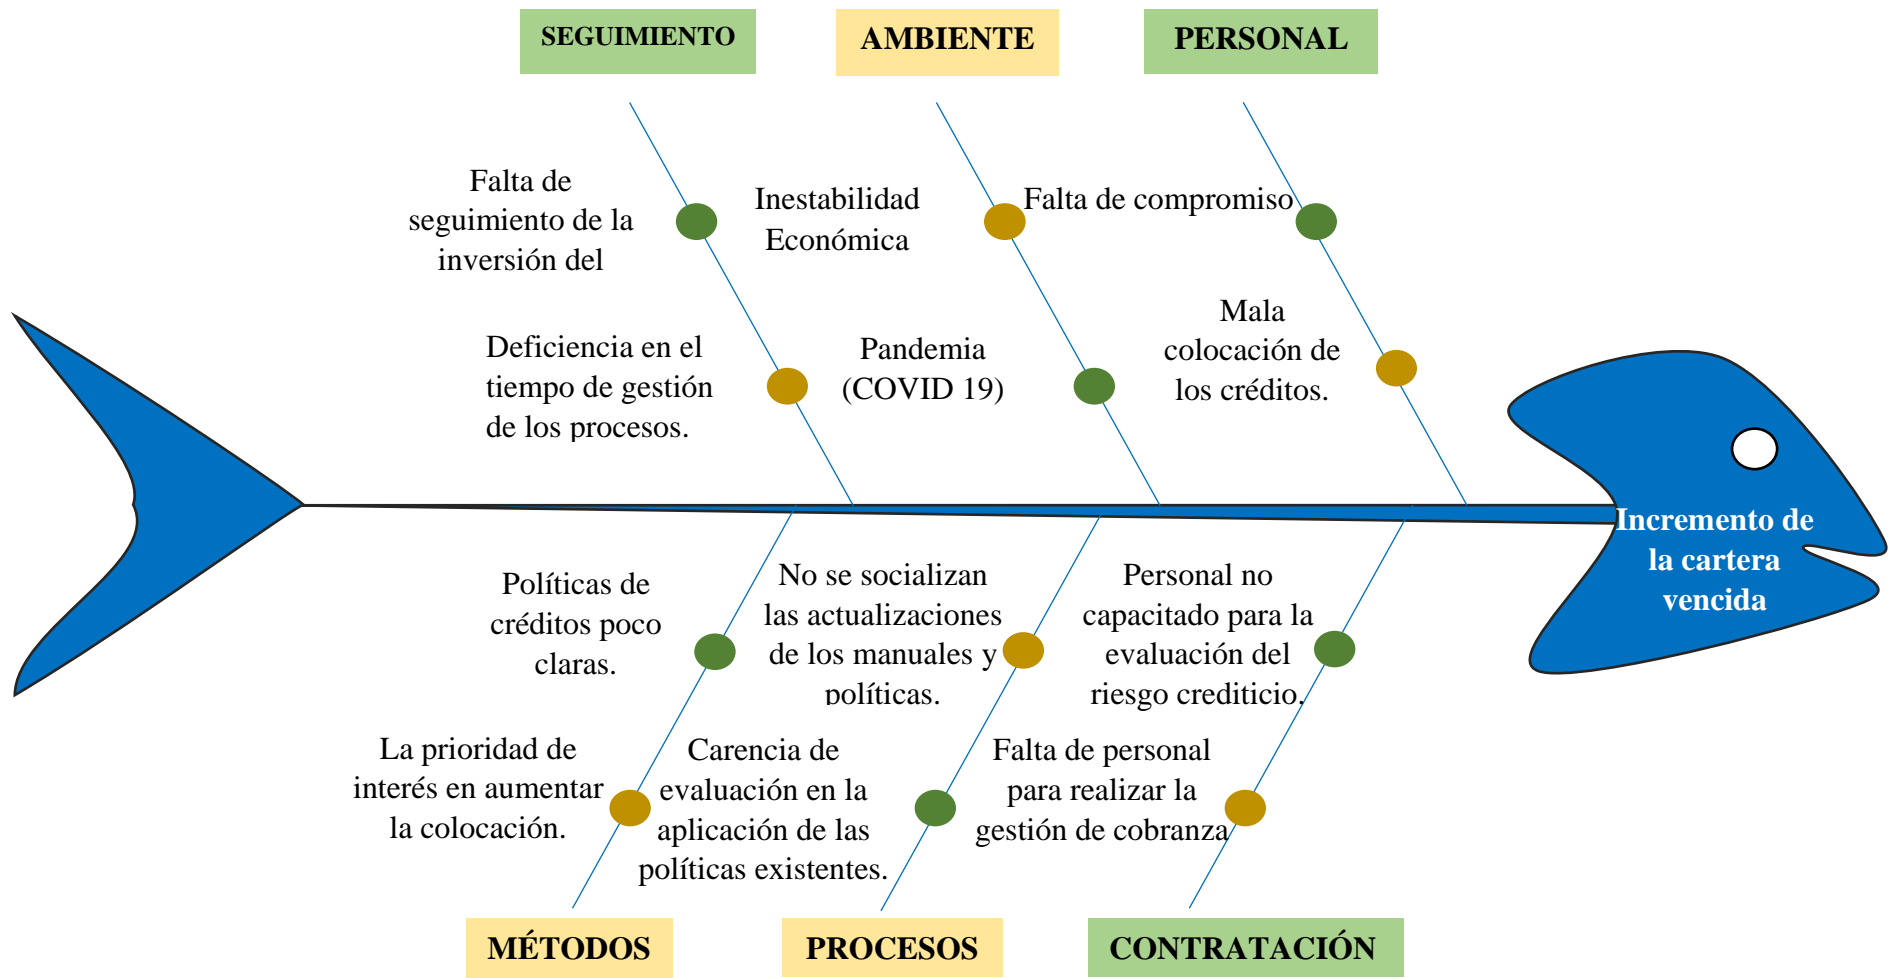 SEGUIMIENTO
AMBIENTE
PERSONAL
Falta de
seguimiento de la
inversión del
Inestabilidad
Económica
Falta de compromiso
Deficiencia en el
tiempo de gestión
de los procesos.
Pandemia
(COVID 19)
Mala
colocación de
los créditos.
Incremento de
la cartera
vencida
Políticas de
créditos poco
claras.
No se socializan
las actualizaciones
de los manuales y
políticas.
Personal no
capacitado para la
evaluación del
riesgo crediticio.
La prioridad de
interés en aumentar
la colocación.
Carencia de
evaluación en la
aplicación de las
políticas existentes.
Falta de personal
para realizar la
gestión de cobranza
MÉTODOS
PROCESOS
CONTRATACIÓN